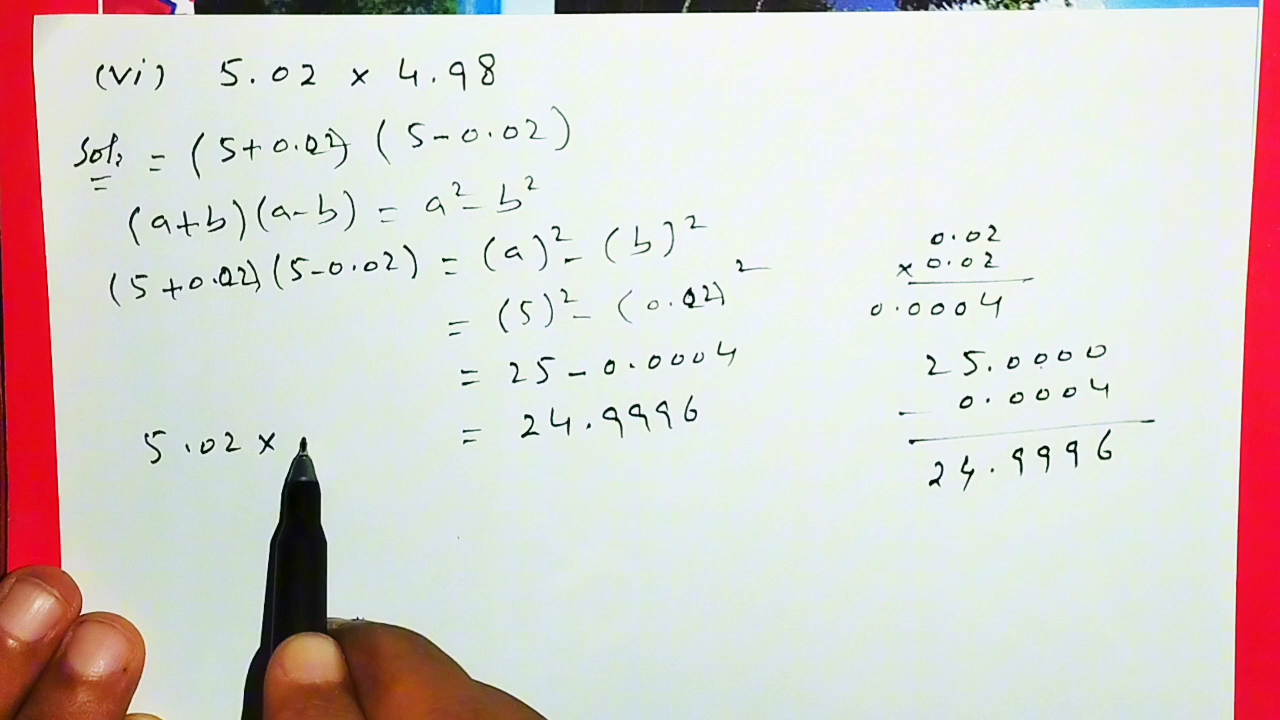 (vi) 5.02 × 4.98
Sol: = (5+0.02) (5-0.02)
(a+b)(a-b) = a²-b²
(5+0.02)(5-0.02) = (a)²-(b)²
= (5)²-(0.02)²
= 25-0.0004
= 24.9996
5.02 ×
0.02
× 0.02
0.0004
25.0000
- 0.0004
24.9996